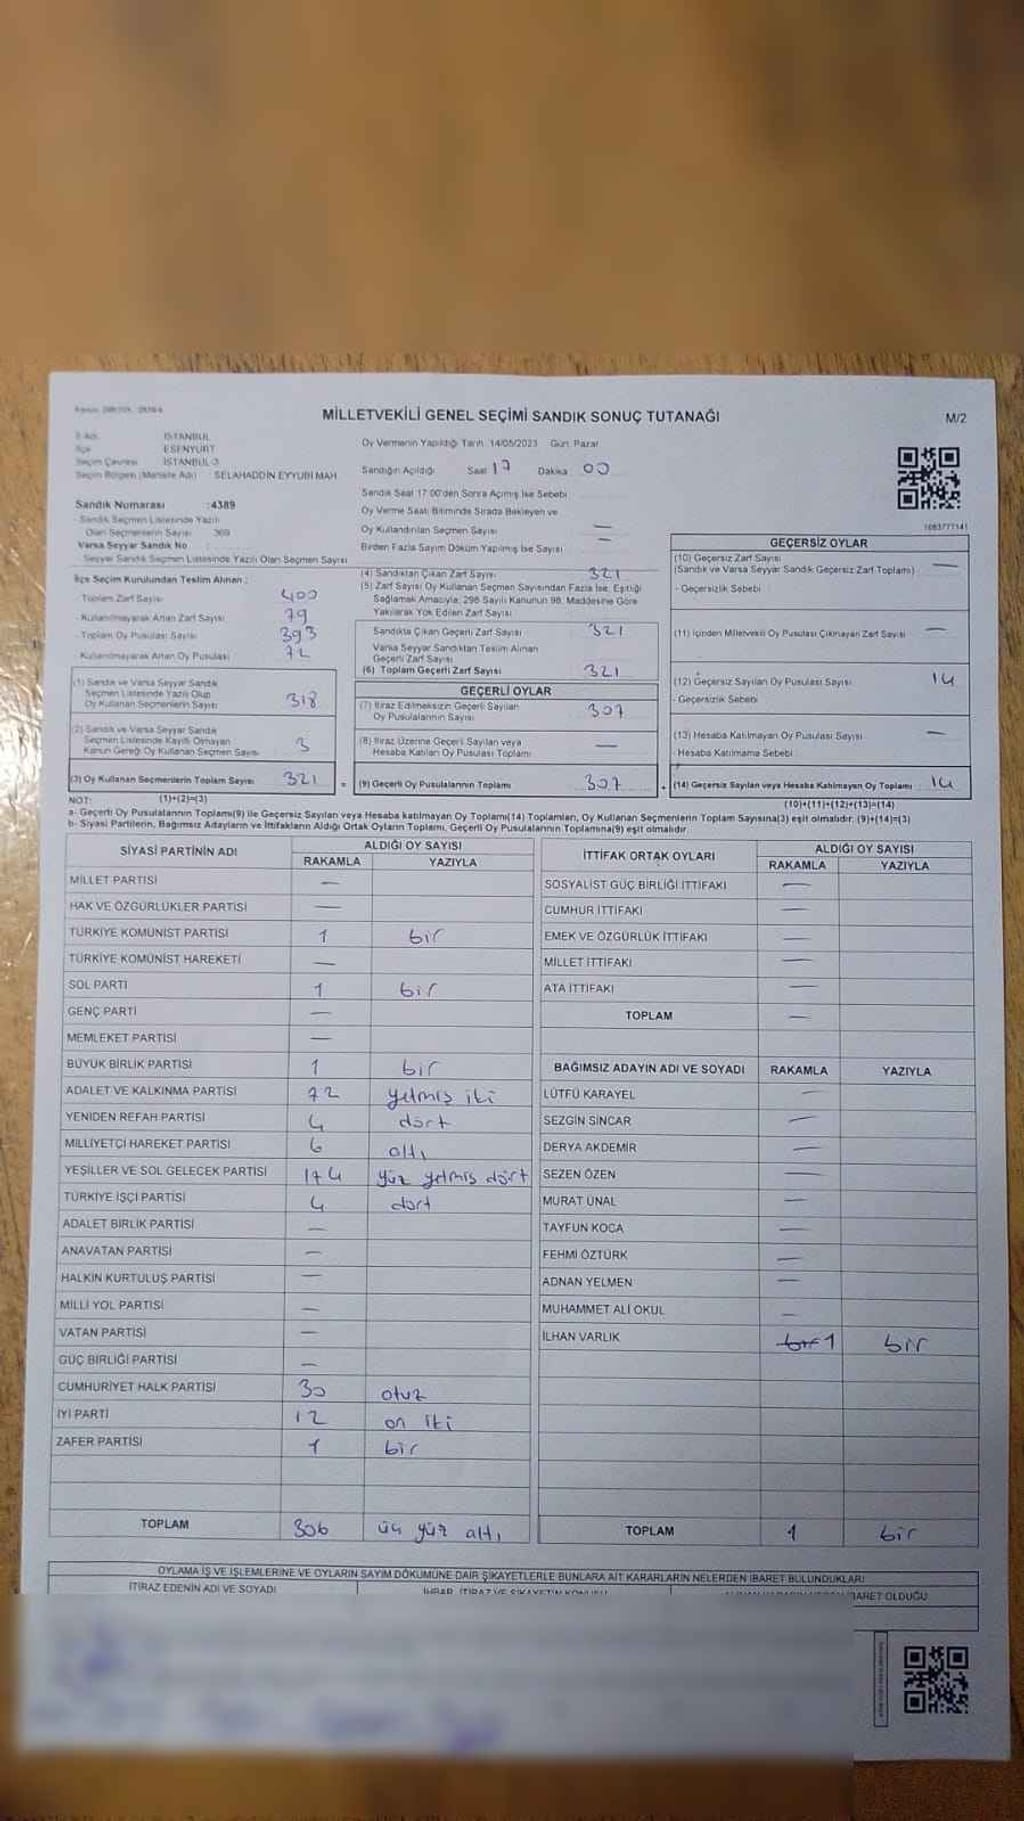 MİLLETVEKİLİ GENEL SEÇİMİ SANDIK SONUÇ TUTANAĞI
M/2
İSTANBUL
ESENYURT
İSTANBUL-3
SELAHADDİN EYYUBİ MAH
Oy Vermenin Yapıldığı Tarih 14/05/2023 Gün: Pazar
Sandığın Açıldığı Saat 17 Dakika 00
Sandık Saat 17:00'den Sonra Açılmış İse Sebebi
Oy Verme Saati Bitiminde Sırada Bekleyen ve
Oy Kullandırılan Seçmen Sayısı —
Birden Fazla Sayım Döküm Yapılmış İse Sayısı —
Sandık Numarası :4389
Sandık Seçmen Listesinde Yazılı
Olan Seçmenlerin Sayısı 369
Varsa Seyyar Sandık No
Seyyar Sandık Seçmen Listesinde Yazılı Olan Seçmen Sayısı
1083777141
İlçe Seçim Kurulundan Teslim Alınan :
- Toplam Zarf Sayısı 400
- Kullanılmayarak Artan Zarf Sayısı 79
- Toplam Oy Pusulası Sayısı 393
- Kullanılmayarak Artan Oy Pusulası 72
(1) Sandık ve Varsa Seyyar Sandık
Seçmen Listesinde Yazılı Olup
Oy Kullanan Seçmenlerin Sayısı 318
(2) Sandık ve Varsa Seyyar Sandık
Seçmen Listesinde Kayıtlı Olmayan
Kanun Gereği Oy Kullanan Seçmen Sayısı 3
(3) Oy Kullanan Seçmenlerin Toplam Sayısı 321 =
(4) Sandıktan Çıkan Zarf Sayısı 321
(5) Zarf Sayısı Oy Kullanan Seçmen Sayısından Fazla İse, Eşitliği
Sağlamak Amacıyla; 298 Sayılı Kanunun 98. Maddesine Göre
Yakılarak Yok Edilen Zarf Sayısı
Sandıkta Çıkan Geçerli Zarf Sayısı 321
Varsa Seyyar Sandıktan Teslim Alınan
Geçerli Zarf Sayısı
(6) Toplam Geçerli Zarf Sayısı 321
GEÇERLİ OYLAR
(7) İtiraz Edilmeksizin Geçerli Sayılan
Oy Pusulalarının Sayısı 307
(8) İtiraz Üzerine Geçerli Sayılan veya
Hesaba Katılan Oy Pusulası Toplamı —
(9) Geçerli Oy Pusulalarının Toplamı 307 +
GEÇERSİZ OYLAR
(10) Geçersiz Zarf Sayısı
(Sandık ve Varsa Seyyar Sandık Geçersiz Zarf Toplamı) —
- Geçersizlik Sebebi
(11) İçinden Milletvekili Oy Pusulası Çıkmayan Zarf Sayısı —
(12) Geçersiz Sayılan Oy Pusulası Sayısı 14
- Geçersizlik Sebebi
(13) Hesaba Katılmayan Oy Pusulası Sayısı —
- Hesaba Katılmama Sebebi
(14) Geçersiz Sayılan veya Hesaba Katılmayan Oy Toplamı 14
NOT: (1)+(2)=(3)
(10)+(11)+(12)+(13)=(14)
a- Geçerli Oy Pusulalarının Toplamı(9) ile Geçersiz Sayılan veya Hesaba katılmayan Oy Toplamı(14) Toplamları, Oy Kullanan Seçmenlerin Toplam Sayısına(3) eşit olmalıdır. (9)+(14)=(3)
b- Siyasi Partilerin, Bağımsız Adayların ve İttifakların Aldığı Ortak Oyların Toplamı, Geçerli Oy Pusulalarının Toplamına(9) eşit olmalıdır
SİYASİ PARTİNİN ADI ALDIĞI OY SAYISI
RAKAMLA YAZIYLA
MİLLET PARTİSİ —
HAK VE ÖZGÜRLÜKLER PARTİSİ —
TÜRKİYE KOMÜNİST PARTİSİ 1 bir
TÜRKİYE KOMÜNİST HAREKETİ —
SOL PARTİ 1 bir
GENÇ PARTİ —
MEMLEKET PARTİSİ —
BÜYÜK BİRLİK PARTİSİ 1 bir
ADALET VE KALKINMA PARTİSİ 72 yetmiş iki
YENİDEN REFAH PARTİSİ 4 dört
MİLLİYETÇİ HAREKET PARTİSİ 6 altı
YEŞİLLER VE SOL GELECEK PARTİSİ 174 yüz yetmiş dört
TÜRKİYE İŞÇİ PARTİSİ 4 dört
ADALET BİRLİK PARTİSİ —
ANAVATAN PARTİSİ —
HALKIN KURTULUŞ PARTİSİ —
MİLLİ YOL PARTİSİ —
VATAN PARTİSİ —
GÜÇ BİRLİĞİ PARTİSİ —
CUMHURİYET HALK PARTİSİ 30 otuz
İYİ PARTİ 12 on iki
ZAFER PARTİSİ 1 bir
TOPLAM 306 üç yüz altı
İTTİFAK ORTAK OYLARI ALDIĞI OY SAYISI
RAKAMLA YAZIYLA
SOSYALİST GÜÇ BİRLİĞİ İTTİFAKI —
CUMHUR İTTİFAKI —
EMEK VE ÖZGÜRLÜK İTTİFAKI —
MİLLET İTTİFAKI —
ATA İTTİFAKI —
TOPLAM —
BAĞIMSIZ ADAYIN ADI VE SOYADI RAKAMLA YAZIYLA
LÜTFÜ KARAYEL —
SEZGİN SİNCAR —
DERYA AKDEMİR —
SEZEN ÖZEN —
MURAT ÜNAL —
TAYFUN KOCA —
FEHMİ ÖZTÜRK —
ADNAN YELMEN —
MUHAMMET ALİ OKUL —
İLHAN VARLIK bir 1 bir
TOPLAM 1 bir
OYLAMA İŞ VE İŞLEMLERİNE VE OYLARIN SAYIM DÖKÜMÜNE DAİR ŞİKAYETLERLE BUNLARA AİT KARARLARIN NELERDEN İBARET BULUNDUKLARI
İTİRAZ EDENİN ADI VE SOYADI İHBAR, İTİRAZ VE ŞİKAYETİN KONUSU İBARET OLDUĞU